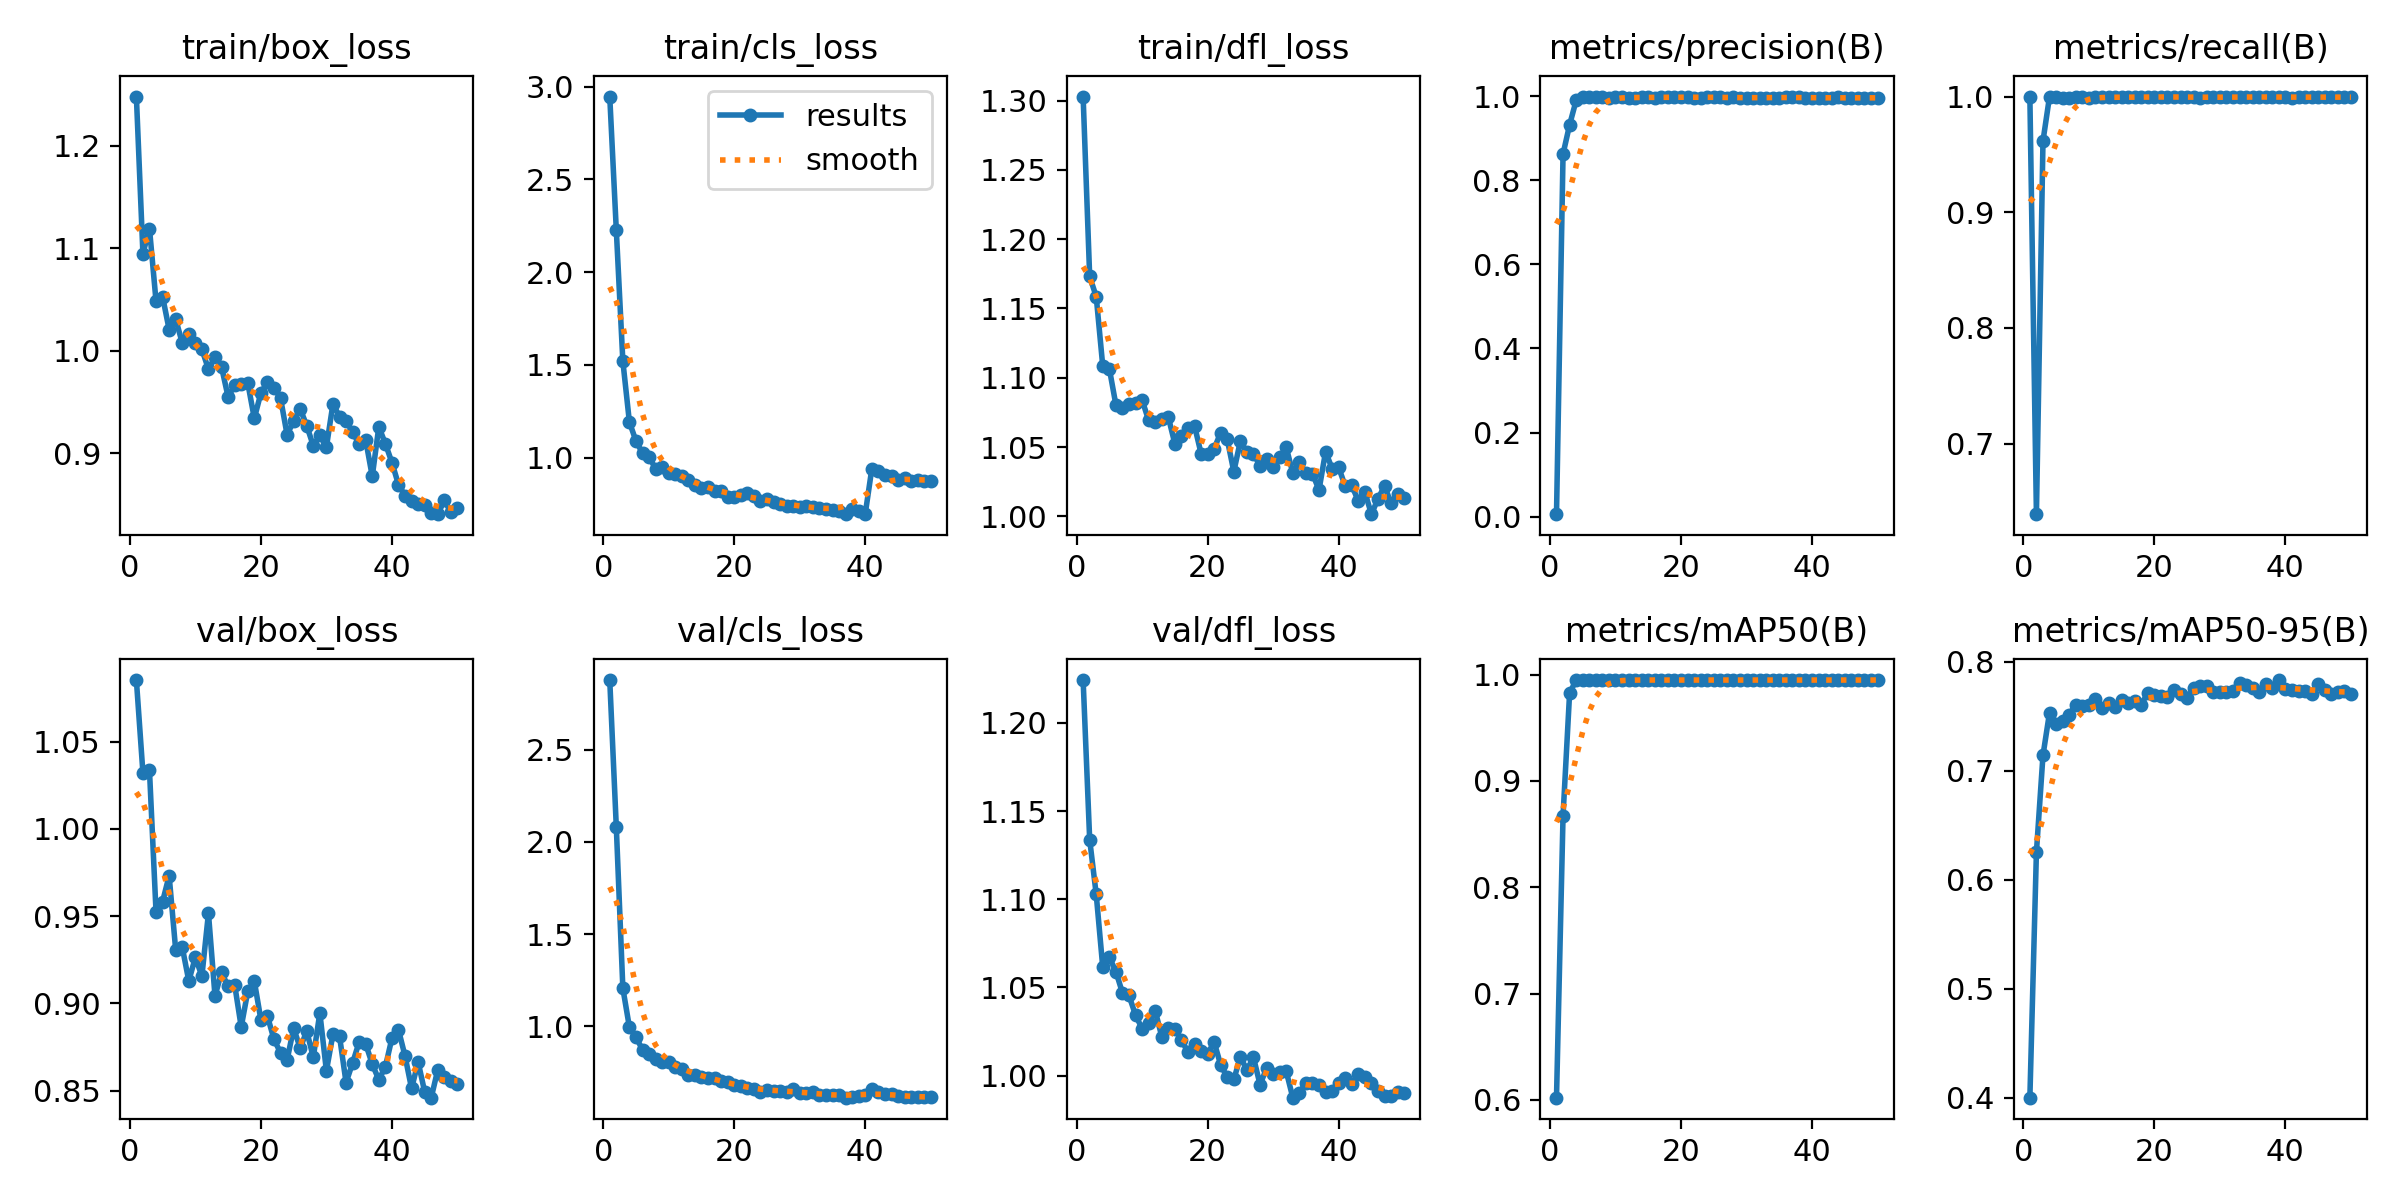 train/box_loss
1.2
1.1
1.0
0.9
0 20 40
train/cls_loss
results
smooth
3.0
2.5
2.0
1.5
1.0
0 20 40
train/dfl_loss
1.30
1.25
1.20
1.15
1.10
1.05
1.00
0 20 40
metrics/precision(B)
1.0
0.8
0.6
0.4
0.2
0.0
0 20 40
metrics/recall(B)
1.0
0.9
0.8
0.7
0 20 40
val/box_loss
1.05
1.00
0.95
0.90
0.85
0 20 40
val/cls_loss
2.5
2.0
1.5
1.0
0 20 40
val/dfl_loss
1.20
1.15
1.10
1.05
1.00
0 20 40
metrics/mAP50(B)
1.0
0.9
0.8
0.7
0.6
0 20 40
metrics/mAP50-95(B)
0.8
0.7
0.6
0.5
0.4
0 20 40